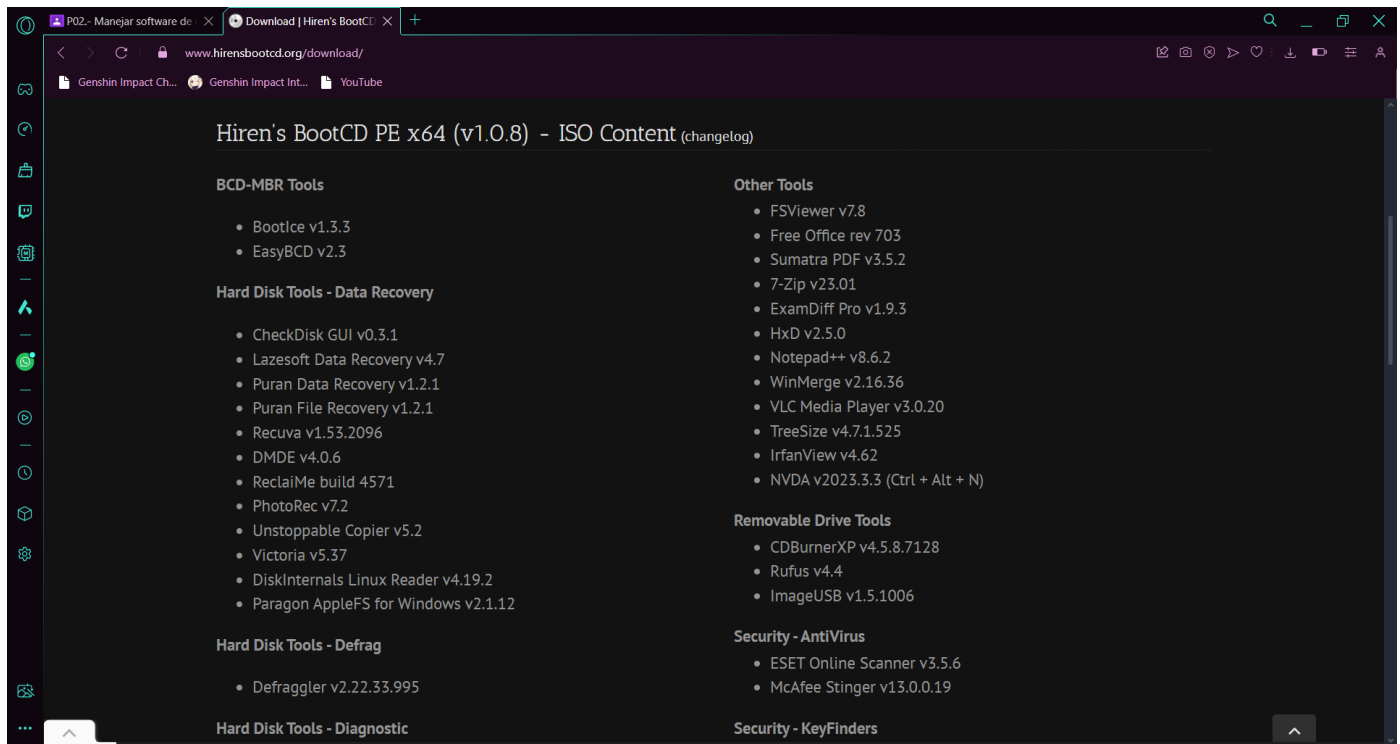 P02.- Manejar software de
Download | Hiren's BootCD
www.hirensbootcd.org/download/
Genshin Impact Ch...
Genshin Impact Int...
YouTube
Hiren's BootCD PE x64 (v1.0.8) - ISO Content (changelog)
BCD-MBR Tools
BootIce v1.3.3
EasyBCD v2.3
Hard Disk Tools - Data Recovery
CheckDisk GUI v0.3.1
Lazesoft Data Recovery v4.7
Puran Data Recovery v1.2.1
Puran File Recovery v1.2.1
Recuva v1.53.2096
DMDE v4.0.6
ReclaiMe build 4571
PhotoRec v7.2
Unstoppable Copier v5.2
Victoria v5.37
DiskInternals Linux Reader v4.19.2
Paragon AppleFS for Windows v2.1.12
Hard Disk Tools - Defrag
Defraggler v2.22.33.995
Hard Disk Tools - Diagnostic
Other Tools
FSViewer v7.8
Free Office rev 703
Sumatra PDF v3.5.2
7-Zip v23.01
ExamDiff Pro v1.9.3
HxD v2.5.0
Notepad++ v8.6.2
WinMerge v2.16.36
VLC Media Player v3.0.20
TreeSize v4.7.1.525
IrfanView v4.62
NVDA v2023.3.3 (Ctrl + Alt + N)
Removable Drive Tools
CDBurnerXP v4.5.8.7128
Rufus v4.4
ImageUSB v1.5.1006
Security - AntiVirus
ESET Online Scanner v3.5.6
McAfee Stinger v13.0.0.19
Security - KeyFinders